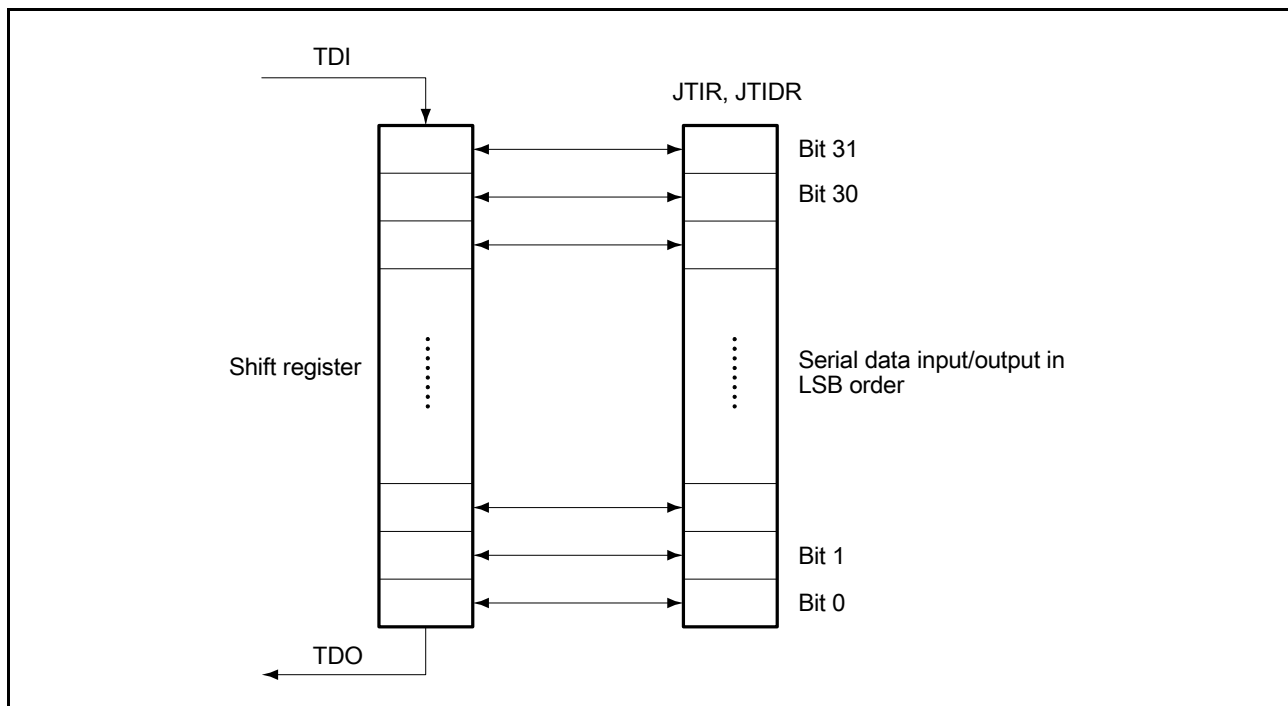 TDI
JTIR, JTIDR
Bit 31
Bit 30
Shift register
Serial data input/output in
LSB order
Bit 1
Bit 0
TDO